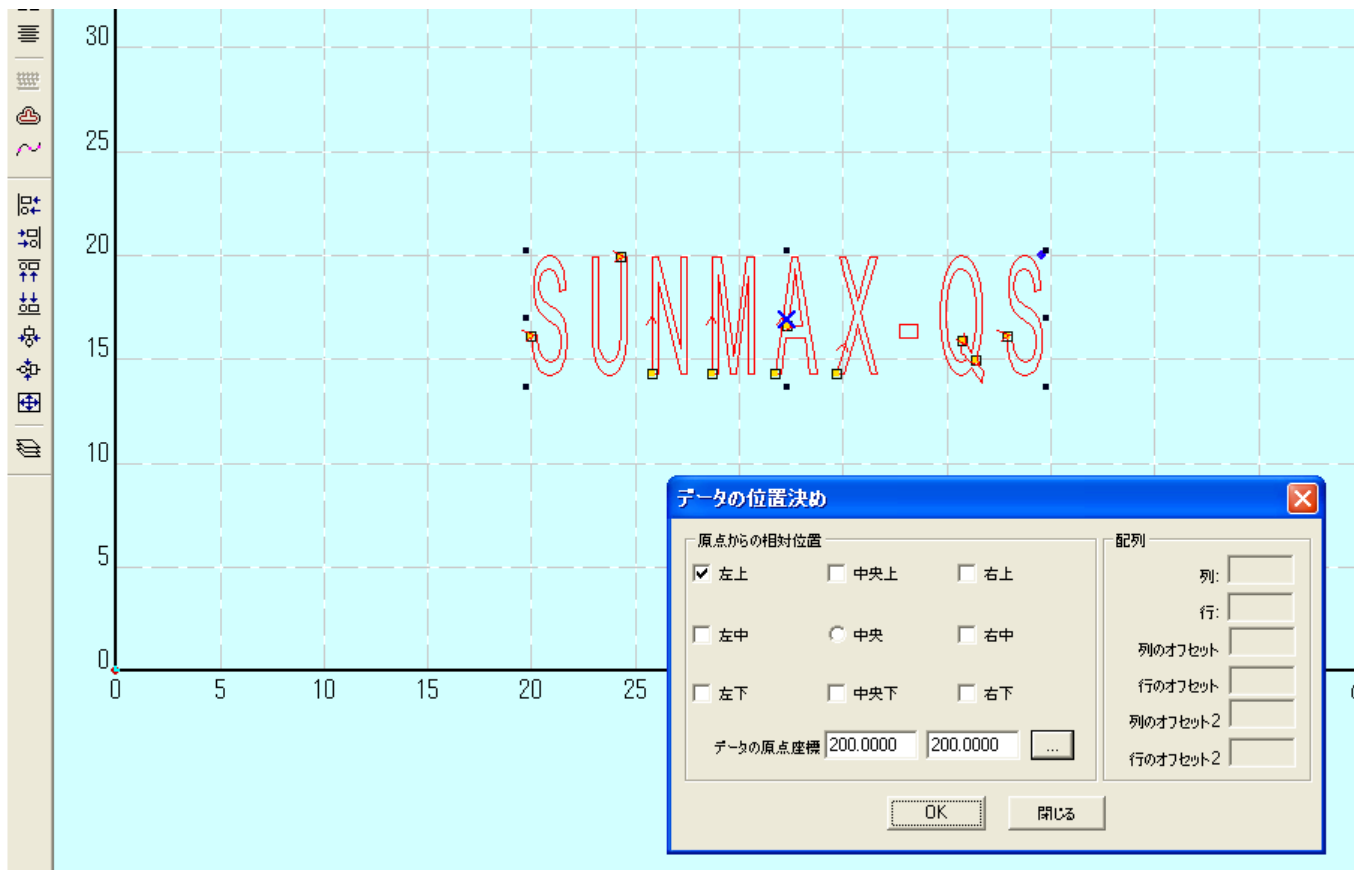 30
25
20
15
10
5
0
0 5 10 15 20 25
SUNMAX-QS
データの位置決め
原点からの相対位置
左上 中央上 右上
左中 中央 右中
左下 中央下 右下
データの原点座標 200.0000 200.0000 ...
配列
列:
行:
列のオフセット
行のオフセット
列のオフセット2
行のオフセット2
OK 閉じる